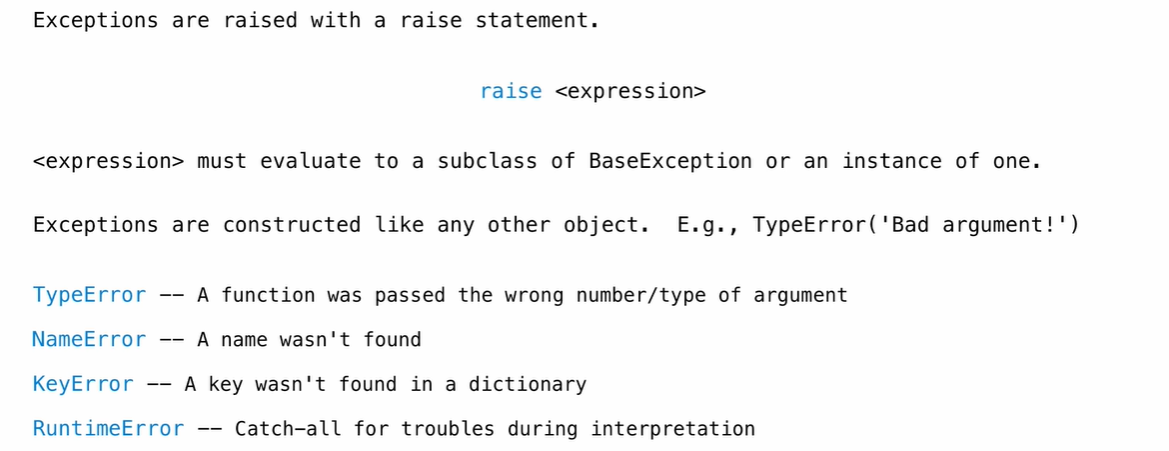 Exceptions are raised with a raise statement.
raise <expression>
<expression> must evaluate to a subclass of BaseException or an instance of one.
Exceptions are constructed like any other object.  E.g., TypeError('Bad argument!')
TypeError -- A function was passed the wrong number/type of argument
NameError -- A name wasn't found
KeyError -- A key wasn't found in a dictionary
RuntimeError -- Catch-all for troubles during interpretation